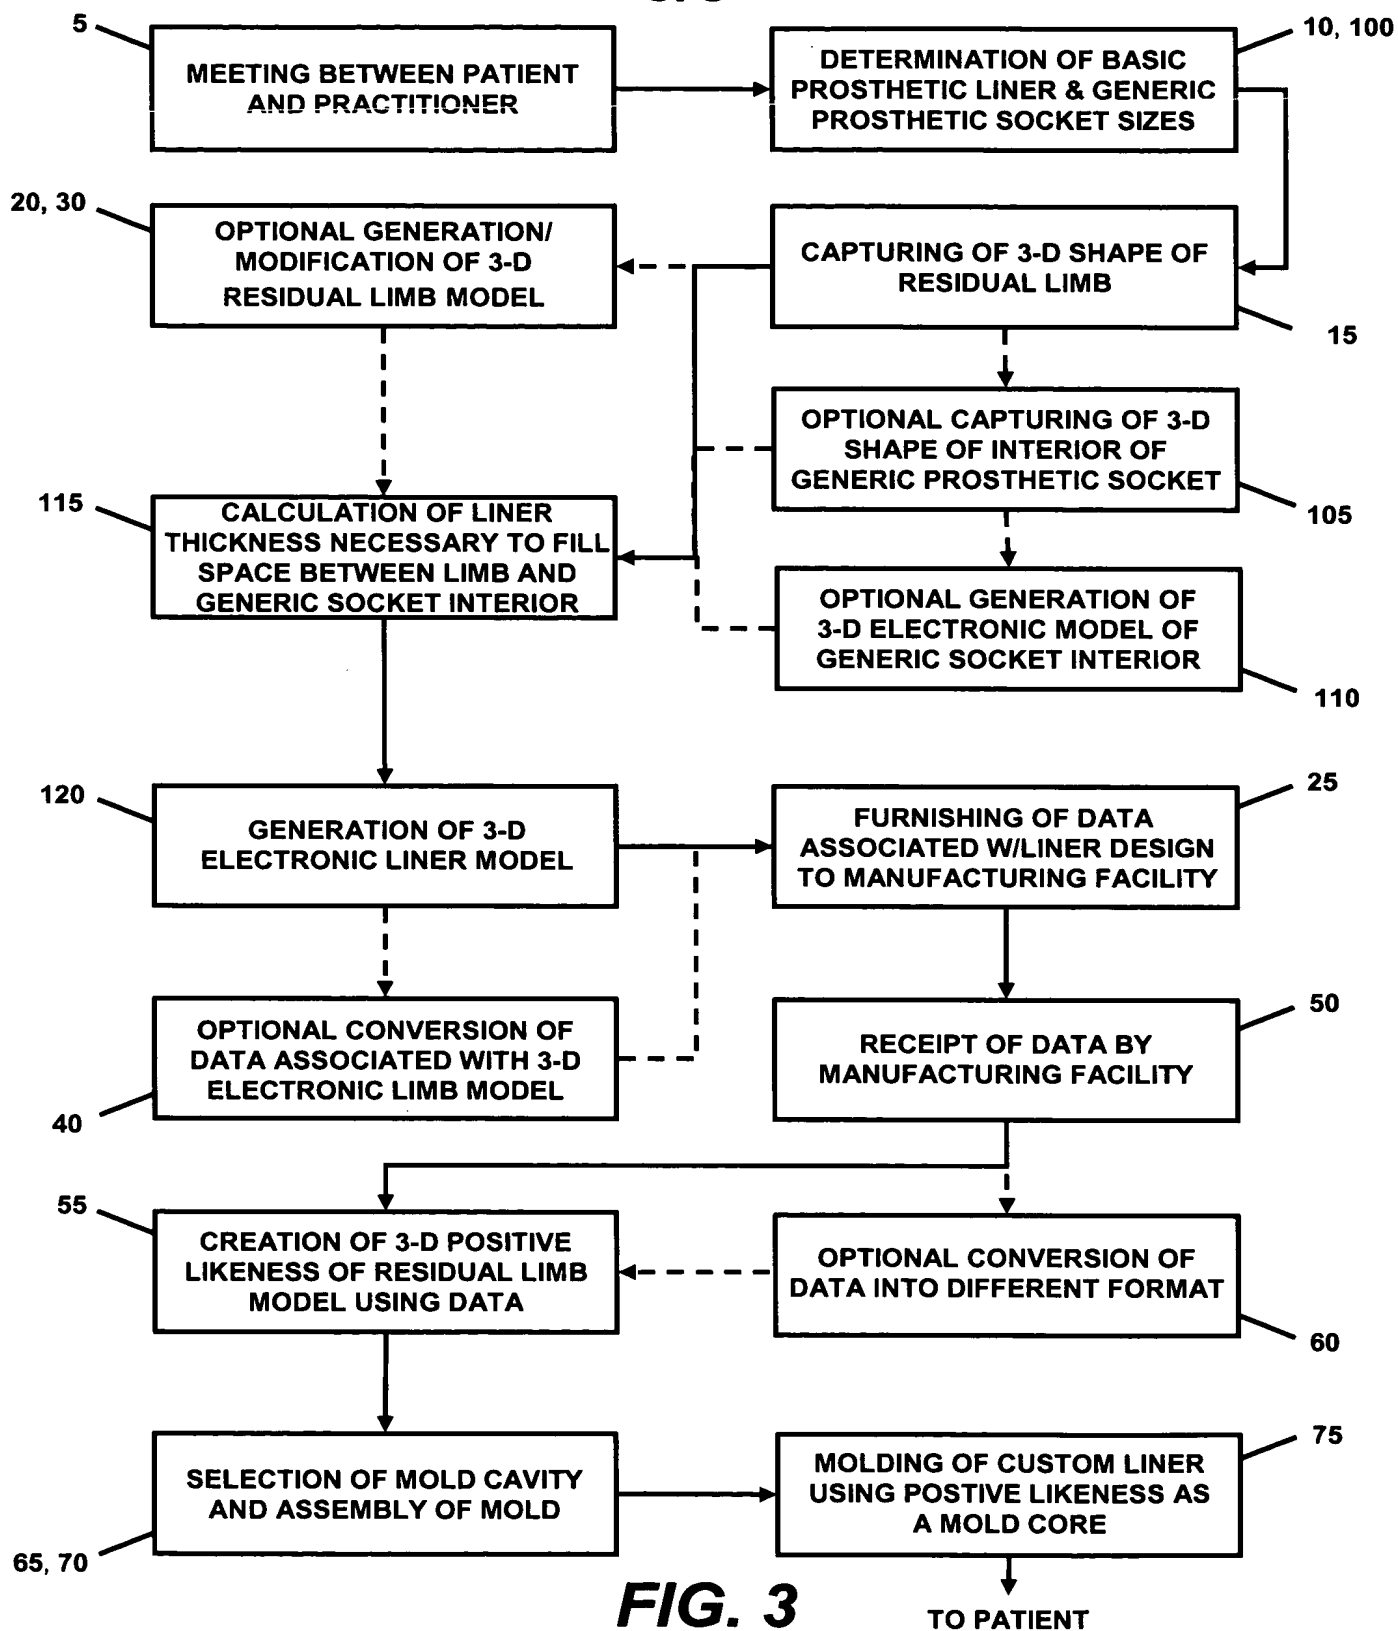 5
MEETING BETWEEN PATIENT
AND PRACTITIONER
10, 100
DETERMINATION OF BASIC
PROSTHETIC LINER & GENERIC
PROSTHETIC SOCKET SIZES
20, 30
OPTIONAL GENERATION/
MODIFICATION OF 3-D
RESIDUAL LIMB MODEL
CAPTURING OF 3-D SHAPE OF
RESIDUAL LIMB
15
OPTIONAL CAPTURING OF 3-D
SHAPE OF INTERIOR OF
GENERIC PROSTHETIC SOCKET
105
115
CALCULATION OF LINER
THICKNESS NECESSARY TO FILL
SPACE BETWEEN LIMB AND
GENERIC SOCKET INTERIOR
OPTIONAL GENERATION OF
3-D ELECTRONIC MODEL OF
GENERIC SOCKET INTERIOR
110
120
GENERATION OF 3-D
ELECTRONIC LINER MODEL
25
FURNISHING OF DATA
ASSOCIATED W/LINER DESIGN
TO MANUFACTURING FACILITY
OPTIONAL CONVERSION OF
DATA ASSOCIATED WITH 3-D
ELECTRONIC LIMB MODEL
40
50
RECEIPT OF DATA BY
MANUFACTURING FACILITY
55
CREATION OF 3-D POSITIVE
LIKENESS OF RESIDUAL LIMB
MODEL USING DATA
OPTIONAL CONVERSION OF
DATA INTO DIFFERENT FORMAT
60
SELECTION OF MOLD CAVITY
AND ASSEMBLY OF MOLD
65, 70
75
MOLDING OF CUSTOM LINER
USING POSTIVE LIKENESS AS
A MOLD CORE
FIG. 3
TO PATIENT